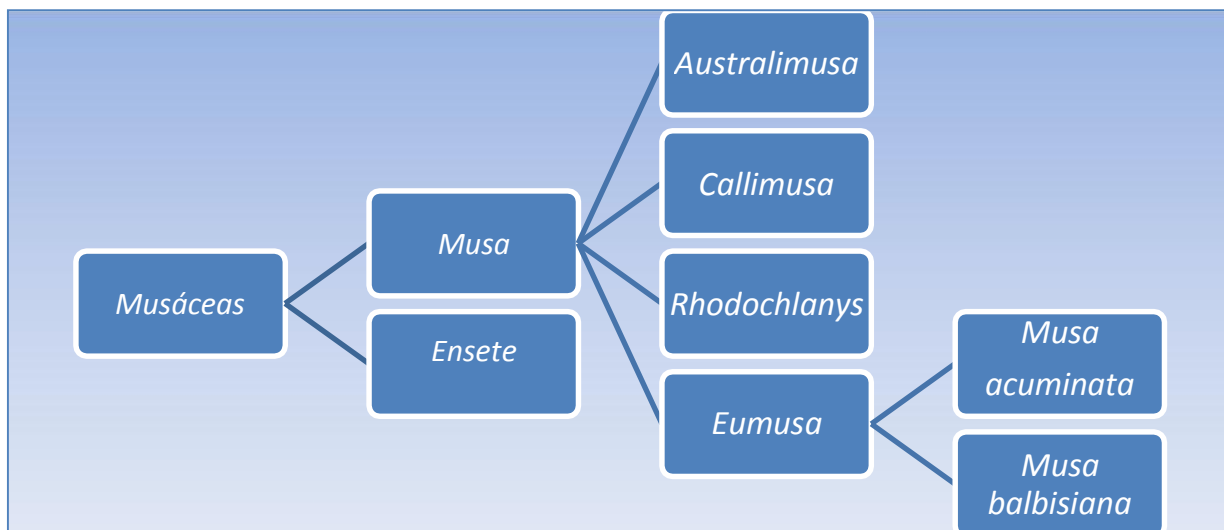 Musáceas
Musa
Ensete
Australimusa
Callimusa
Rhodochlanys
Eumusa
Musa
acuminata
Musa
balbisiana